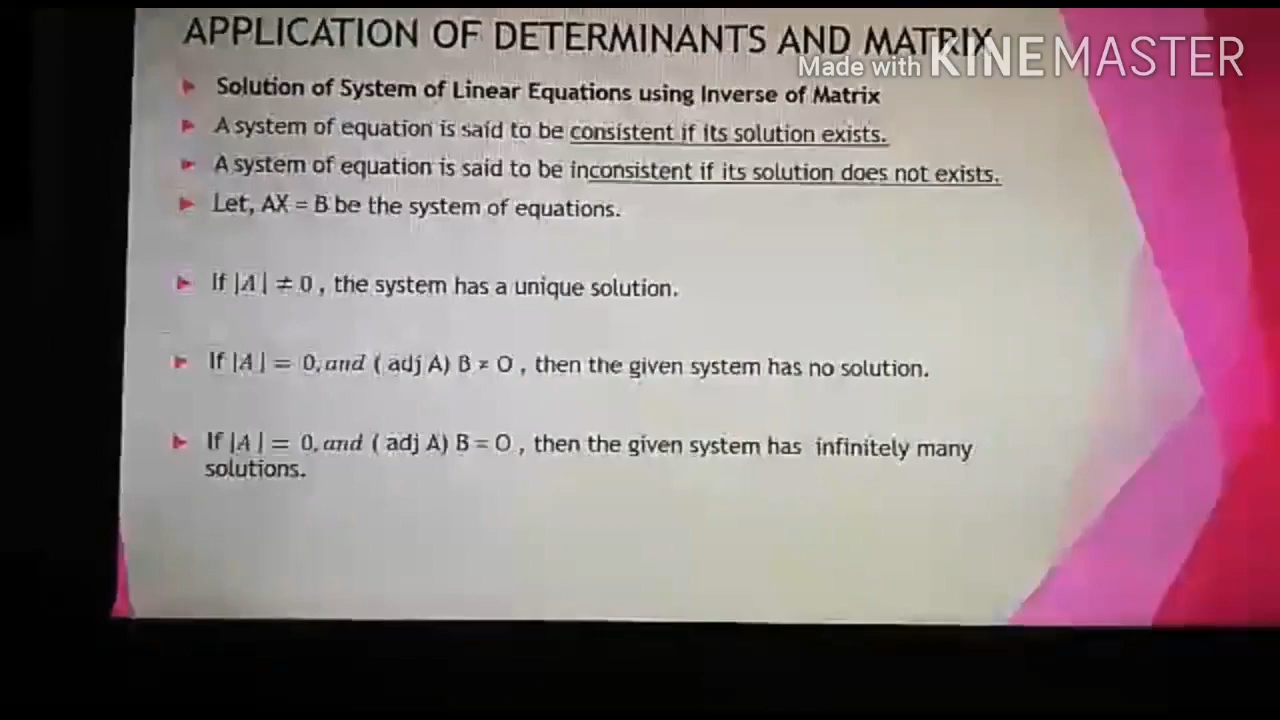 APPLICATION OF DETERMINANTS AND MATRIX
Made with KINEMASTER
Solution of System of Linear Equations using Inverse of Matrix
A system of equation is said to be consistent if its solution exists.
A system of equation is said to be inconsistent if its solution does not exists.
Let, AX = B be the system of equations.
If |A| ≠ 0 , the system has a unique solution.
If |A| = 0, and ( adj A) B ≠ O , then the given system has no solution.
If |A| = 0, and ( adj A) B = O , then the given system has infinitely many
solutions.